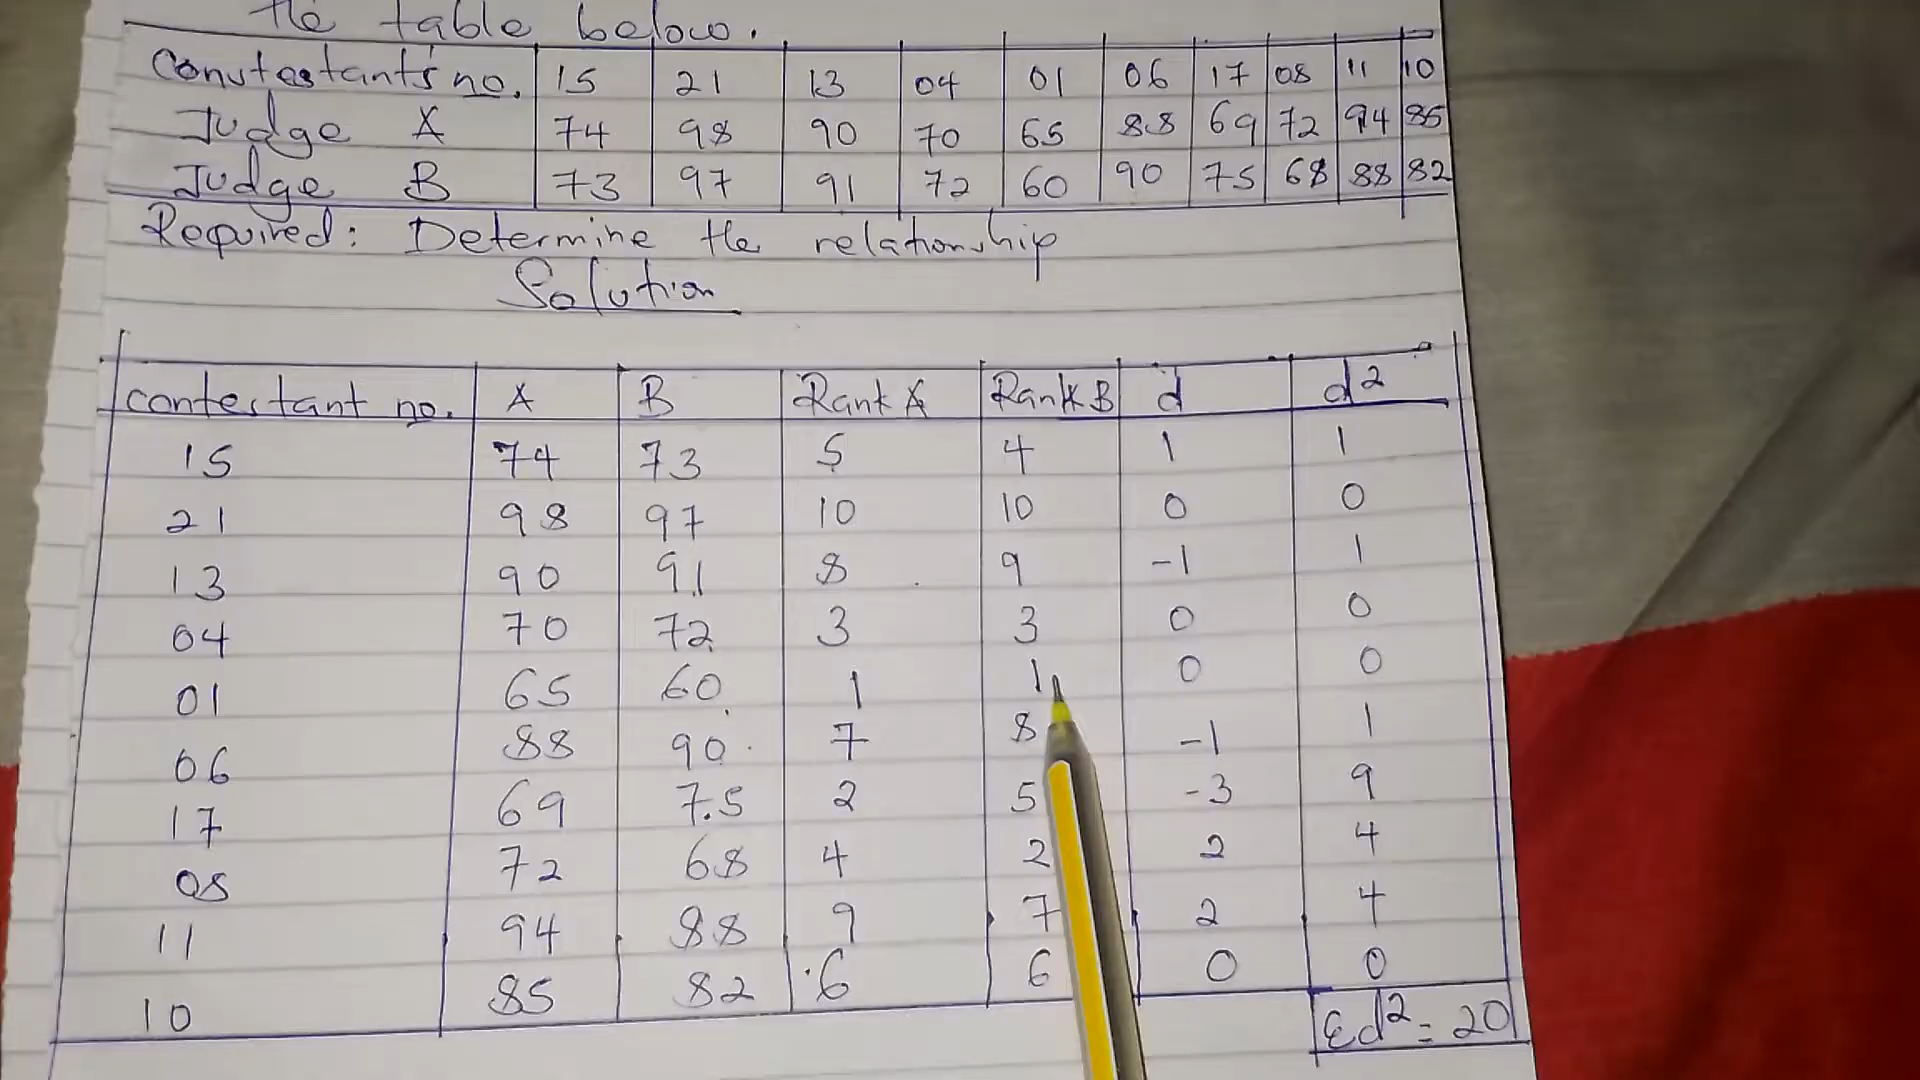 the table below.
Conutestant's no. 15 21 13 04 01 06 17 08 11 10
Judge A 74 98 90 70 65 88 69 72 94 85
Judge B 73 97 91 72 60 90 75 68 88 82
Required: Determine the relationship
Solution
contestant no. A B Rank A Rank B d d²
15 74 73 5 4 1 1
21 98 97 10 10 0 0
13 90 91 8 9 -1 1
04 70 72 3 3 0 0
01 65 60 1 1 0 0
06 88 90 7 8 -1 1
17 69 75 2 5 -3 9
08 72 68 4 2 2 4
11 94 88 9 7 2 4
10 85 82 6 6 0 0
Ɛd² = 20